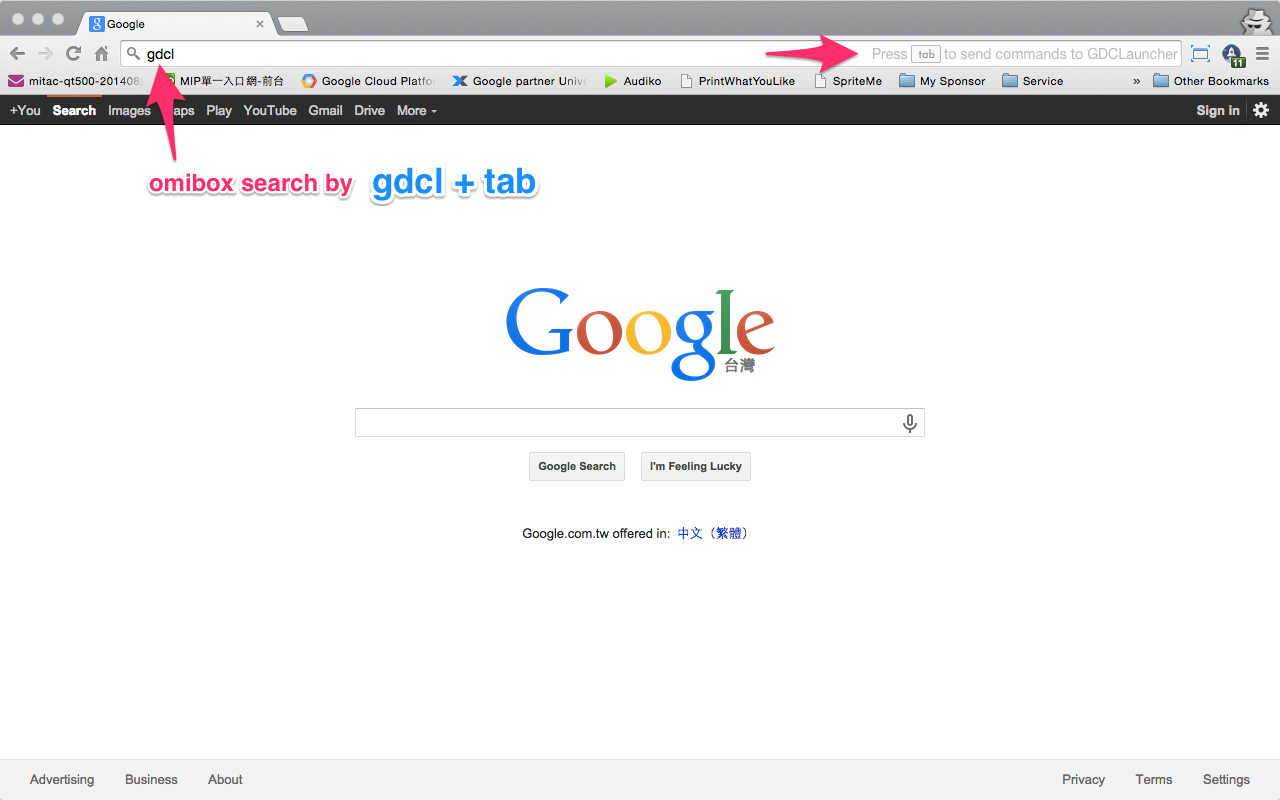 Google
gdcl
Press tab to send commands to GDCLauncher
11
mitac-qt500-20140 MIP單一入口網-前台 Google Cloud Platfo Google partner Unive Audiko PrintWhatYouLike SpriteMe My Sponsor Service » Other Bookmarks
+You Search Images aps Play YouTube Gmail Drive More Sign in
omibox search by gdcl + tab
Google
台灣
Google Search I'm Feeling Lucky
Google.com.tw offered in: 中文（繁體）
Advertising Business About Privacy Terms Settings